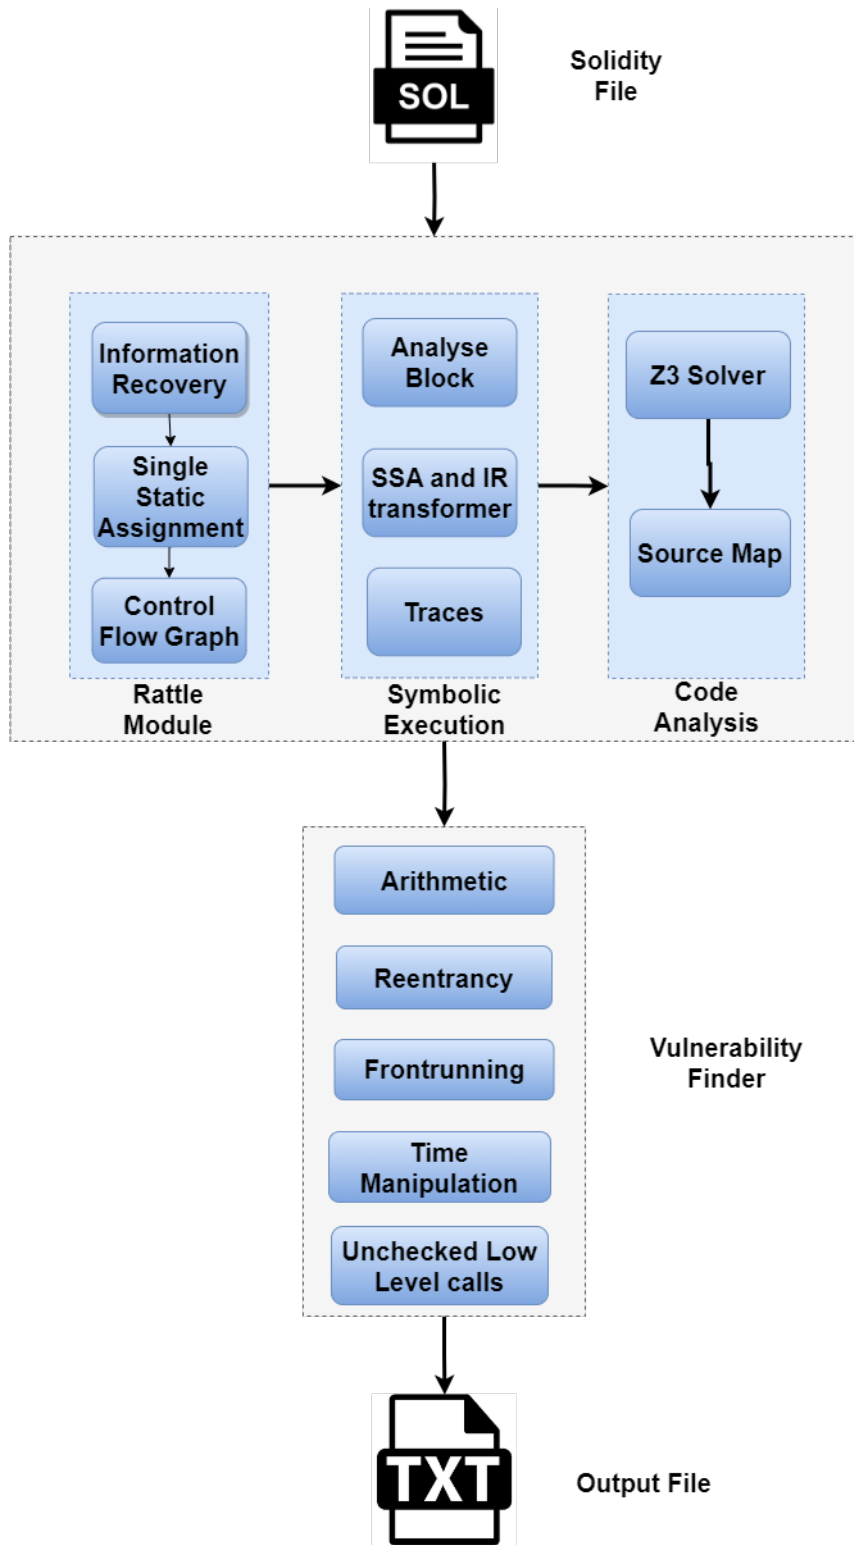 SOL
Solidity
File
Information
Recovery
Single
Static
Assignment
Control
Flow Graph
Rattle
Module
Analyse
Block
SSA and IR
transformer
Traces
Symbolic
Execution
Z3 Solver
Source Map
Code
Analysis
Arithmetic
Reentrancy
Frontrunning
Time
Manipulation
Unchecked Low
Level calls
Vulnerability
Finder
TXT
Output File